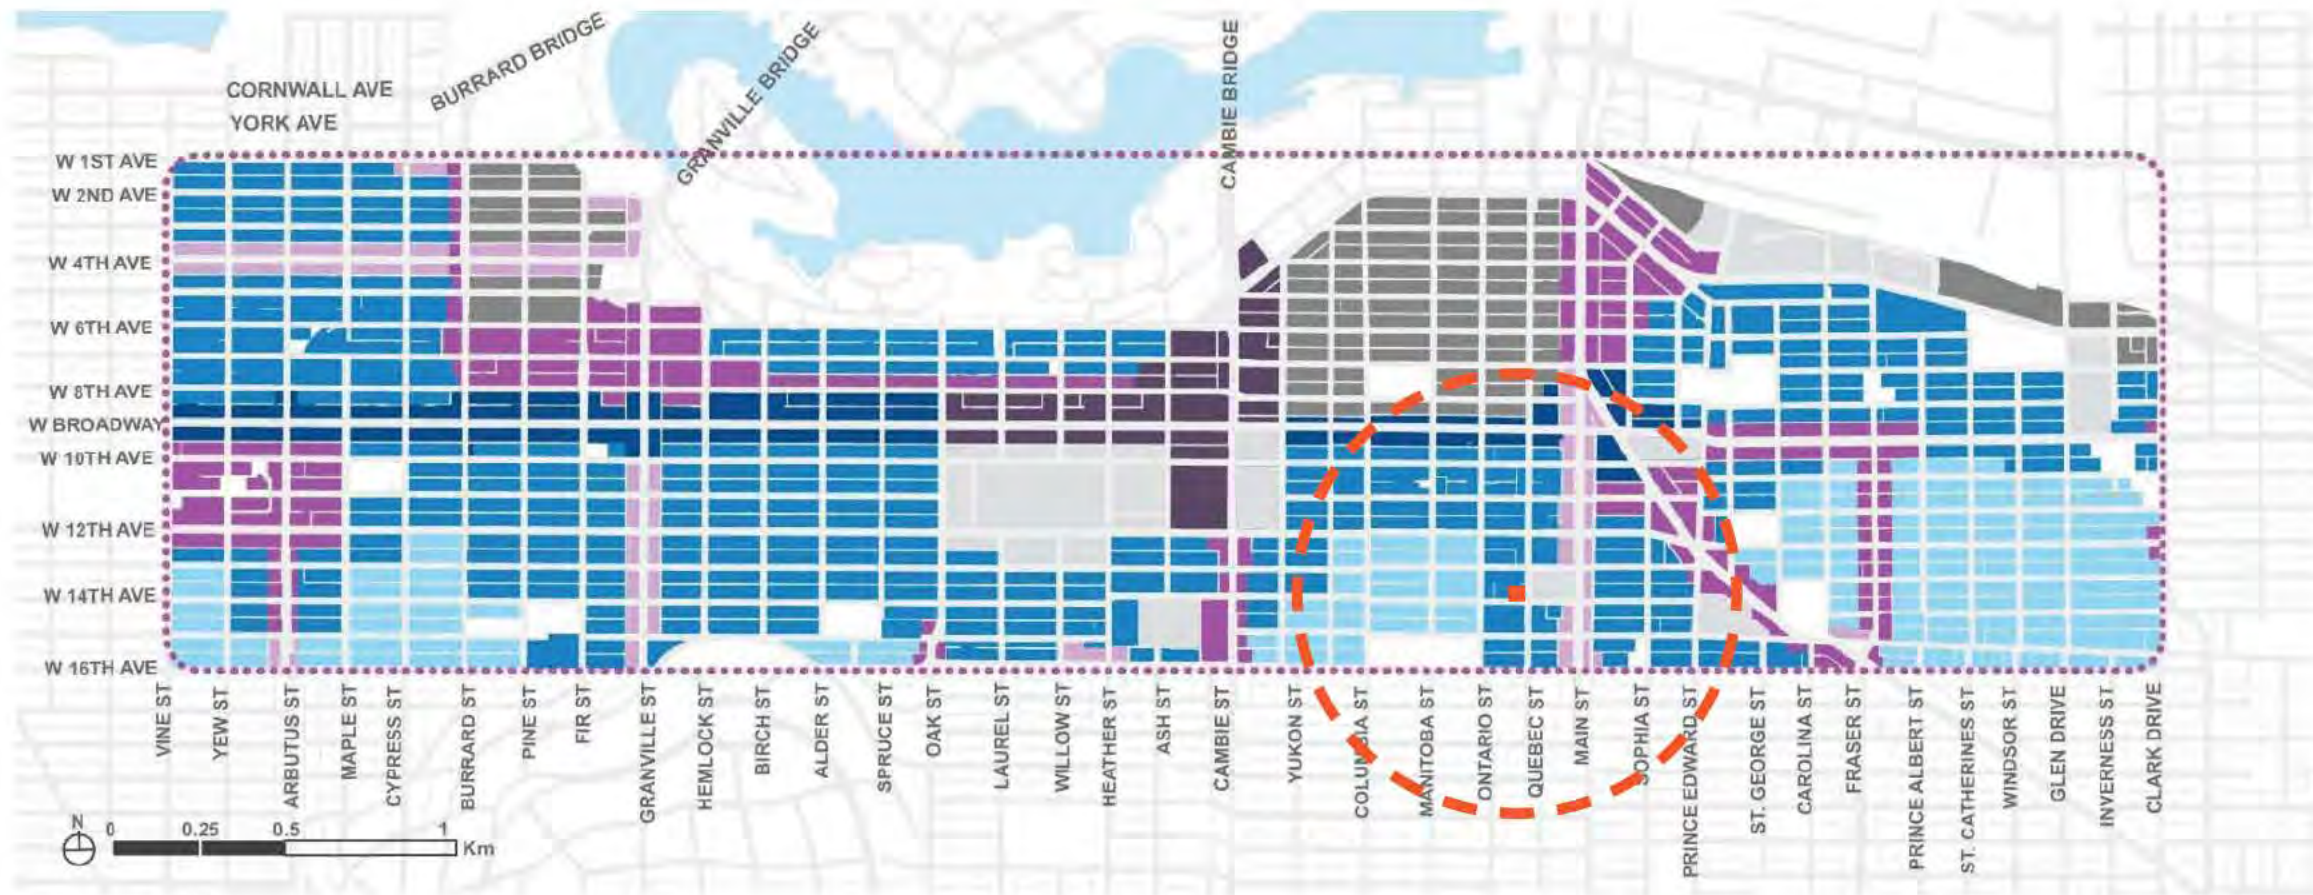 CORNWALL AVE
YORK AVE
BURRARD BRIDGE
GRANVILLE BRIDGE
CAMBIE BRIDGE
W 1ST AVE
W 2ND AVE
W 4TH AVE
W 6TH AVE
W 8TH AVE
W BROADWAY
W 10TH AVE
W 12TH AVE
W 14TH AVE
W 16TH AVE
VINE ST
YEW ST
ARBUTUS ST
MAPLE ST
CYPRESS ST
BURRARD ST
PINE ST
FIR ST
GRANVILLE ST
HEMLOCK ST
BIRCH ST
ALDER ST
SPRUCE ST
OAK ST
LAUREL ST
WILLOW ST
HEATHER ST
ASH ST
CAMBIE ST
YUKON ST
COLUMBIA ST
MANITOBA ST
ONTARIO ST
QUEBEC ST
MAIN ST
SOPHIA ST
PRINCE EDWARD ST
ST. GEORGE ST
CAROLINA ST
FRASER ST
PRINCE ALBERT ST
ST. CATHERINES ST
WINDSOR ST
GLEN DRIVE
INVERNESS ST
CLARK DRIVE
N
0 0.25 0.5 1
Km